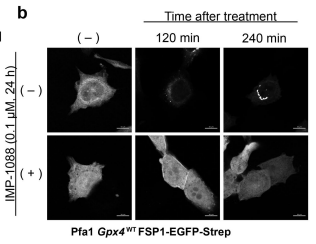 b
Time after treatment
(−) 120 min 240 min
IMP-1088 (0.1 μM, 24 h)
(−)
(+)
Pfa1 Gpx4WT FSP1-EGFP-Strep